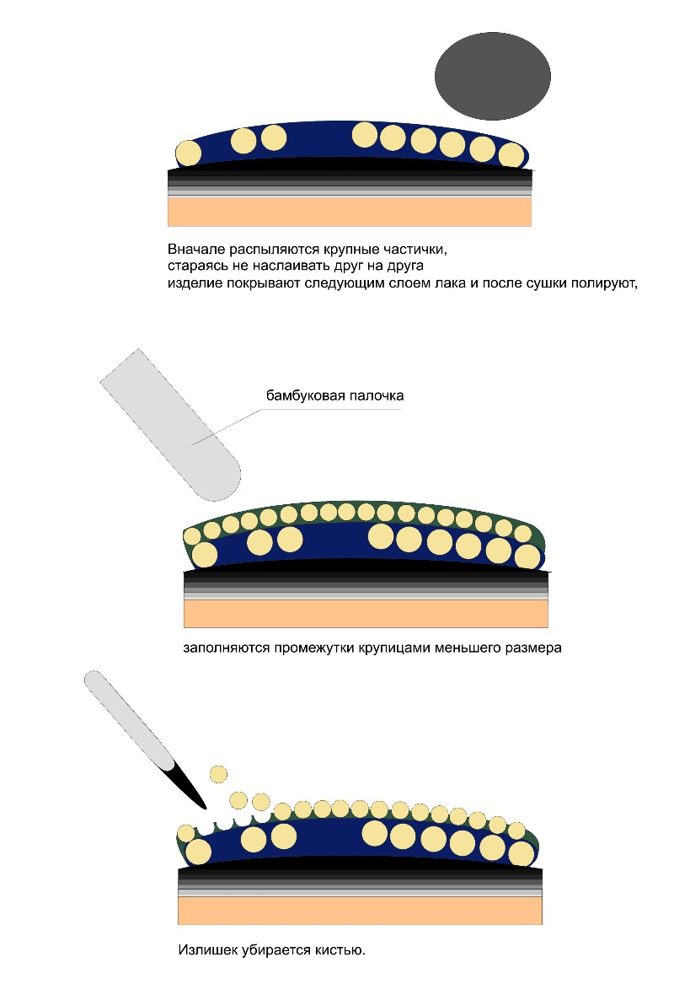 Вначале распыляются крупные частички,
стараясь не наслаивать друг на друга
изделие покрывают следующим слоем лака и после сушки полируют,
бамбуковая палочка
заполняются промежутки крупицами меньшего размера
Излишек убирается кистью.